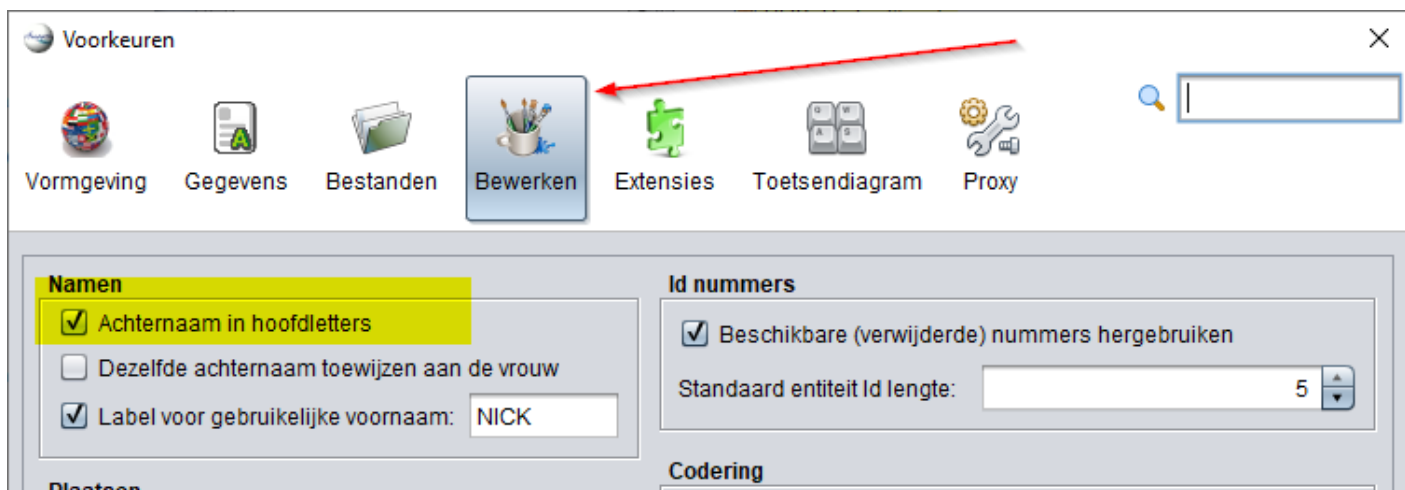 Voorkeuren
Vormgeving Gegevens Bestanden Bewerken Extensies Toetsendiagram Proxy
Namen
Achternaam in hoofdletters
Dezelfde achternaam toewijzen aan de vrouw
Label voor gebruikelijke voornaam: NICK
Id nummers
Beschikbare (verwijderde) nummers hergebruiken
Standaard entiteit Id lengte: 5
Plaatsen
Codering